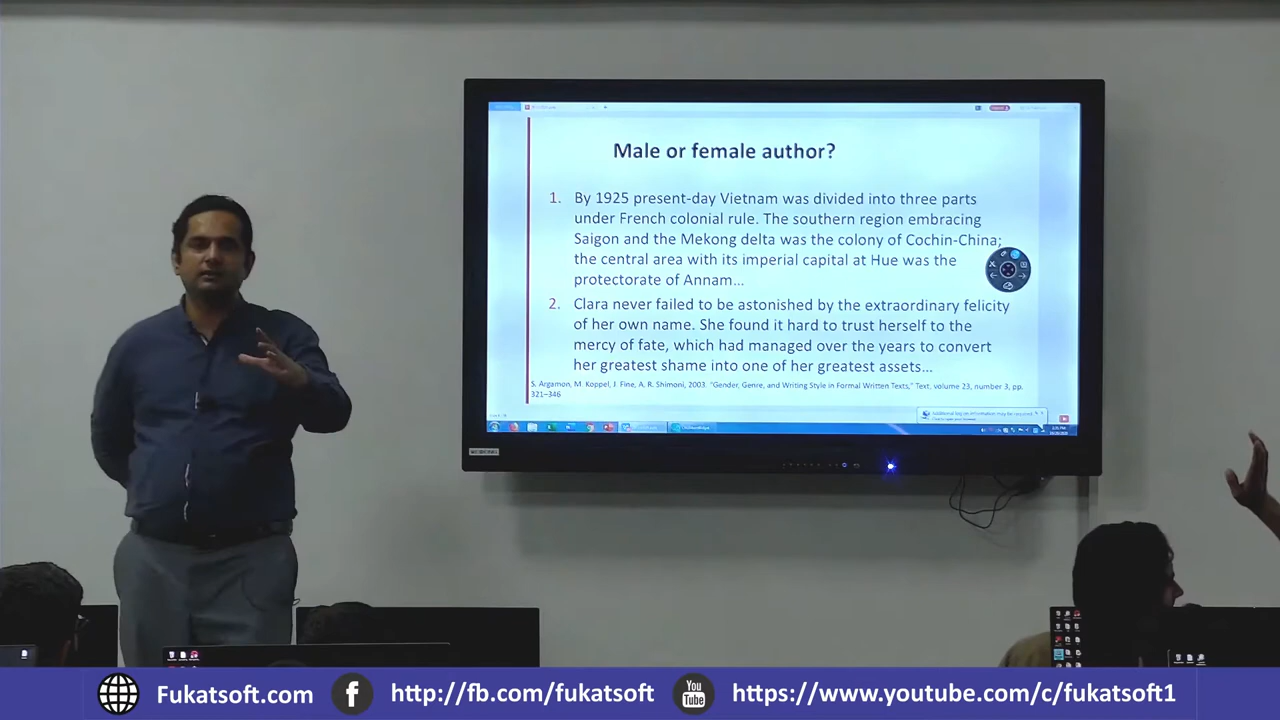 Male or female author?
1. By 1925 present-day Vietnam was divided into three parts
under French colonial rule. The southern region embracing
Saigon and the Mekong delta was the colony of Cochin-China;
the central area with its imperial capital at Hue was the
protectorate of Annam...
2. Clara never failed to be astonished by the extraordinary felicity
of her own name. She found it hard to trust herself to the
mercy of fate, which had managed over the years to convert
her greatest shame into one of her greatest assets...
S. Argamon, M. Koppel, J. Fine, A. R. Shimoni, 2003. "Gender, Genre, and Writing Style in Formal Written Texts," Text, volume 23, number 3, pp.
321–346
Fukatsoft.com
http://fb.com/fukatsoft
You
Tube
https://www.youtube.com/c/fukatsoft1